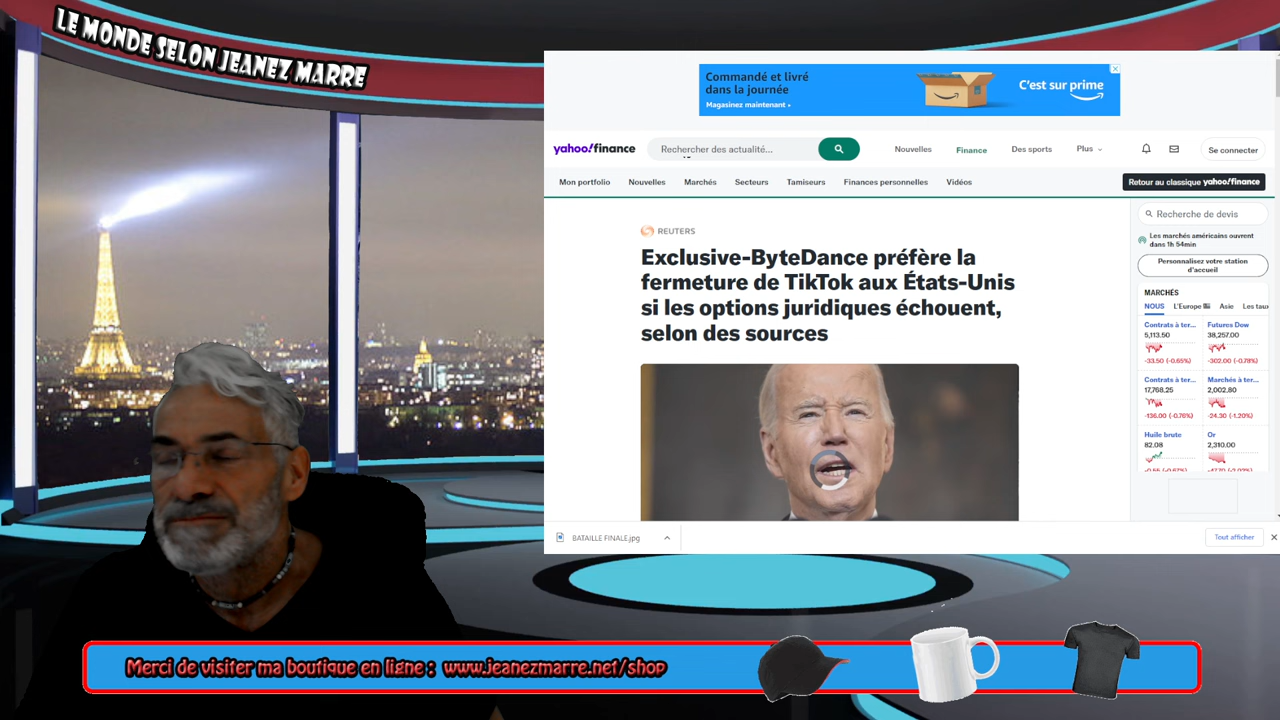 LE MONDE SELON JEANEZ MARRE
Commandé et livré
dans la journée
Magasinez maintenant
C'est sur prime
yahoo!finance
Rechercher des actualité...
Nouvelles
Finance
Des sports
Plus
Se connecter
Mon portfolio
Nouvelles
Marchés
Secteurs
Tamiseurs
Finances personnelles
Vidéos
Retour au classique yahoo!finance
REUTERS
Exclusive-ByteDance préfère la
fermeture de TikTok aux États-Unis
si les options juridiques échouent,
selon des sources
Recherche de devis
Les marchés américains ouvrent
dans 1h 54min
Personnalisez votre station
d'accueil
MARCHÉS
NOUS
L'Europe
Asie
Les taux
Contrats à ter...
5,113.50
-33.50 (-0.65%)
Futures Dow
38,257.00
-302.00 (-0.78%)
Contrats à ter...
17,768.25
-136.00 (-0.76%)
Marchés à ter...
2,002.80
-24.30 (-1.20%)
Huile brute
82.08
Or
2,310.00
BATAILLE FINALE.jpg
Tout afficher
Merci de visiter ma boutique en ligne : www.jeanezmarre.net/shop